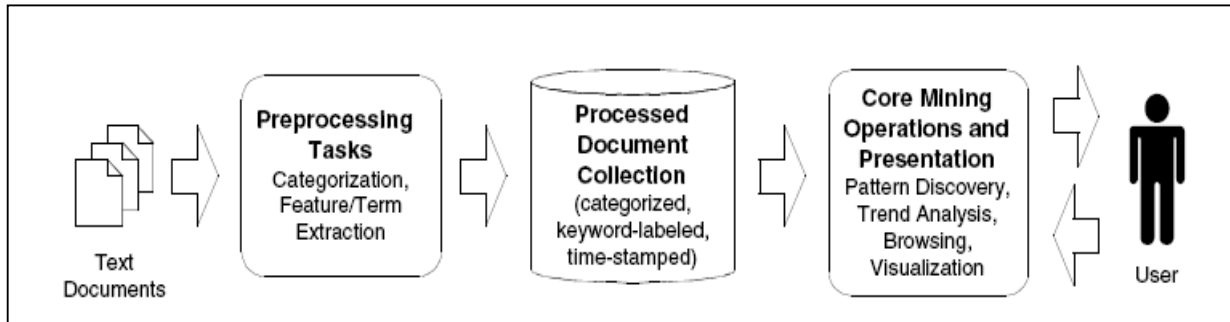 Text
Documents
Preprocessing
Tasks
Categorization,
Feature/Term
Extraction
Processed
Document
Collection
(categorized,
keyword-labeled,
time-stamped)
Core Mining
Operations and
Presentation
Pattern Discovery,
Trend Analysis,
Browsing,
Visualization
User